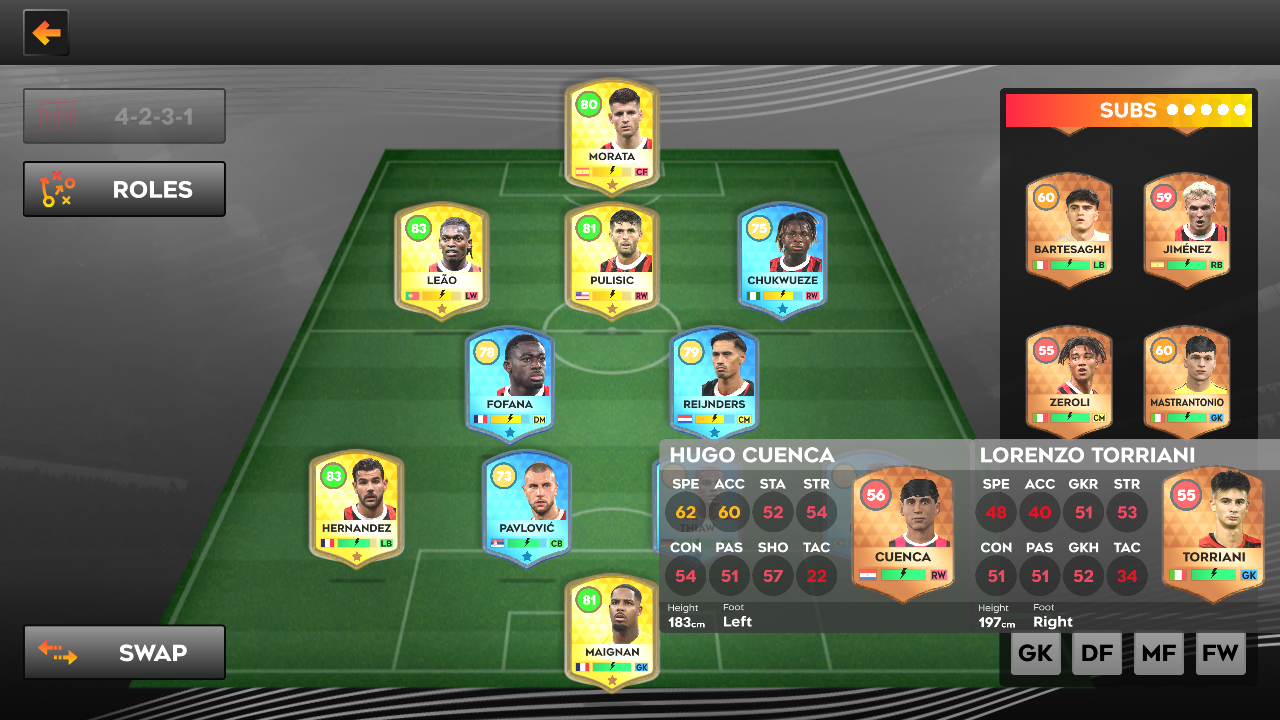 4-2-3-1
ROLES
SUBS
80
MORATA
CF
83
LEÃO
LW
81
PULISIC
RW
75
CHUKWUEZE
RW
60
BARTESAGHI
LB
59
JIMÉNEZ
RB
78
FOFANA
DM
79
REIJNDERS
CM
55
ZEROLI
CM
60
MASTRANTONIO
GK
83
HERNANDEZ
LB
73
PAVLOVIĆ
CB
THIAW
HUGO CUENCA
SPE ACC STA STR
62 60 52 54
CON PAS SHO TAC
54 51 57 22
Height Foot
183cm Left
56
CUENCA
RW
LORENZO TORRIANI
SPE ACC GKR STR
48 40 51 53
CON PAS GKH TAC
51 51 52 34
Height Foot
197cm Right
55
TORRIANI
GK
81
MAIGNAN
GK
SWAP
GK DF MF FW